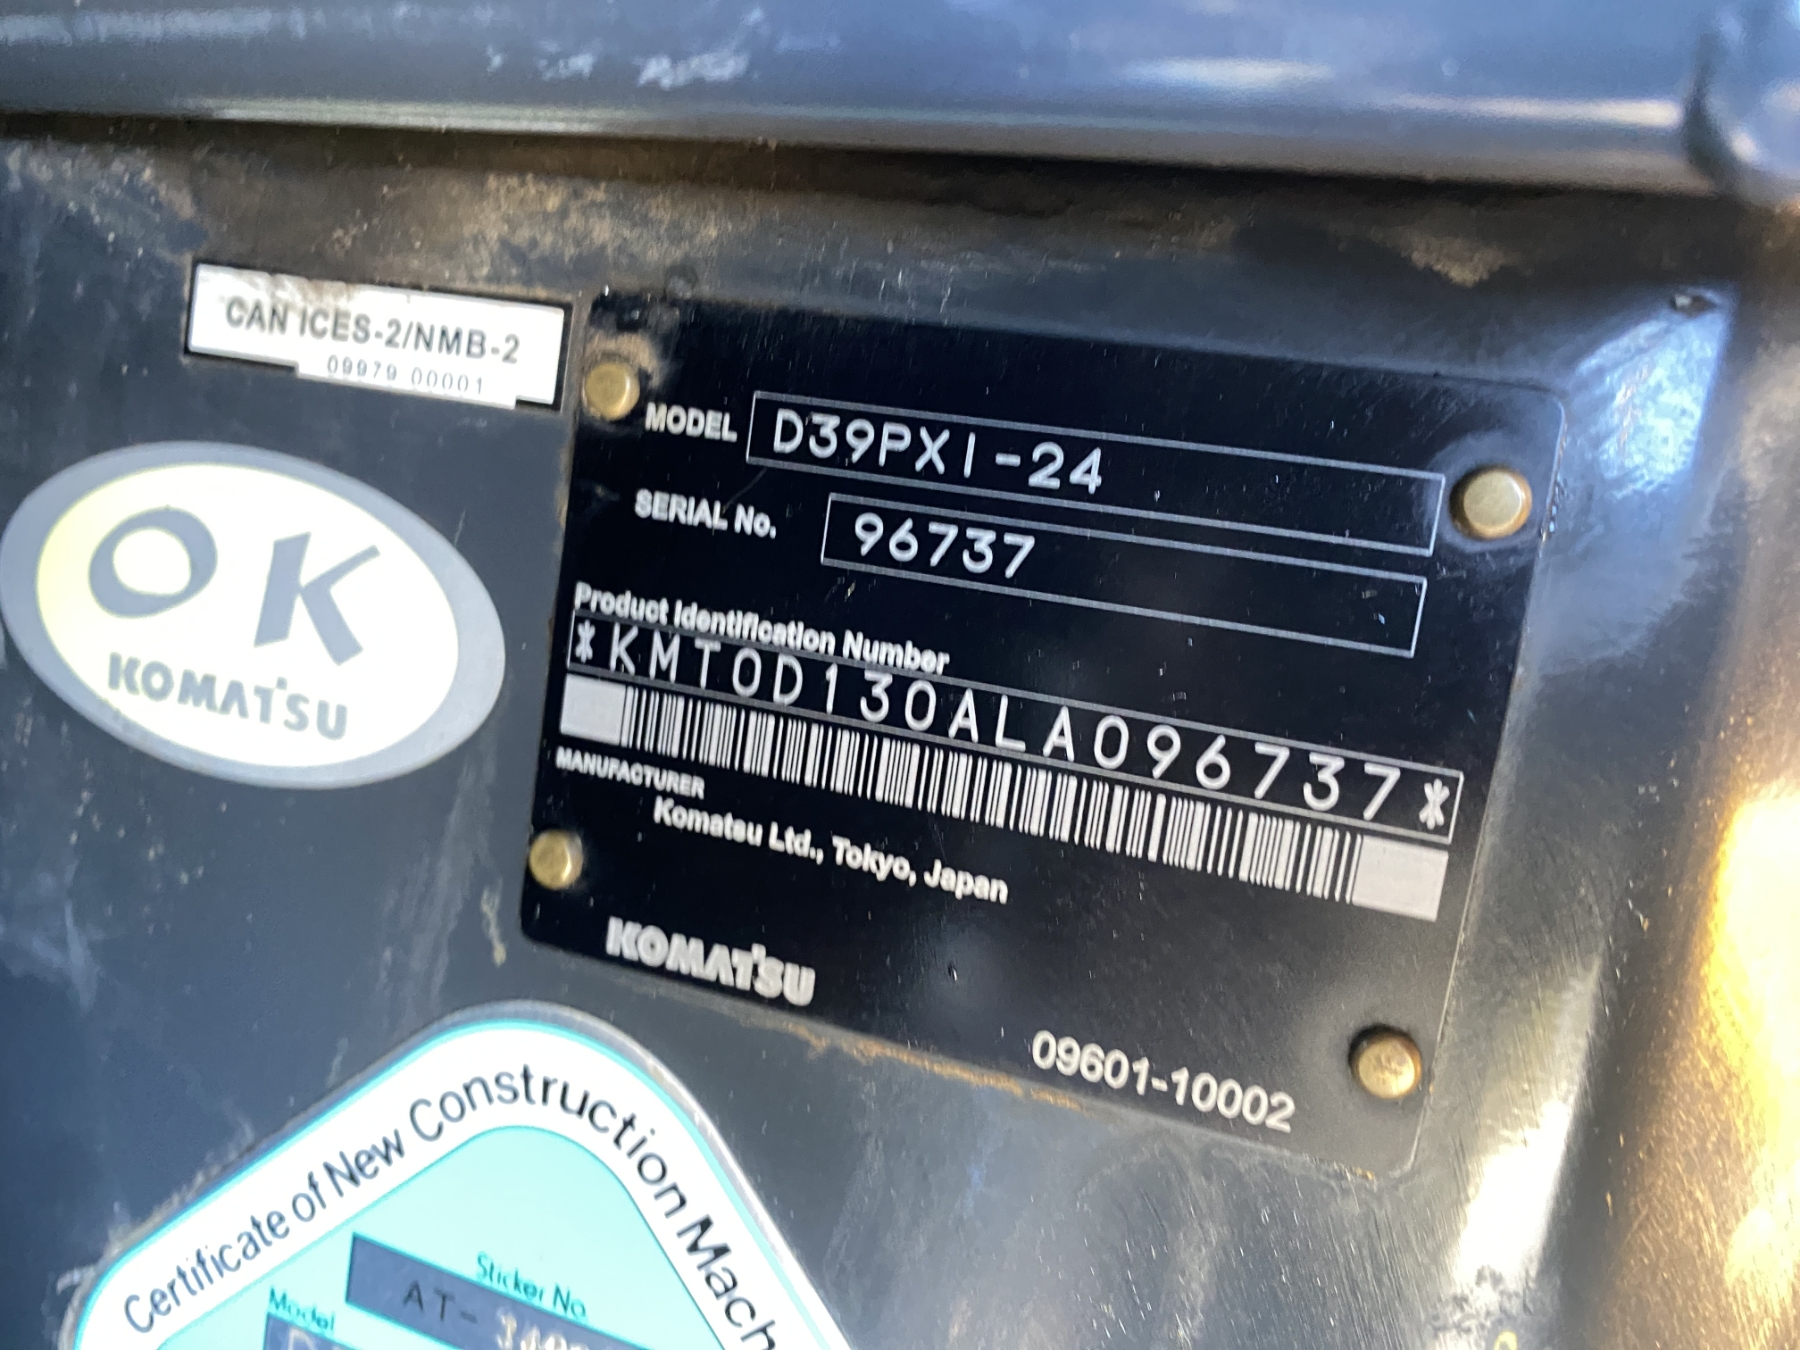 CAN ICES-2/NMB-2
09979 00001
OK
KOMATSU
MODEL D39PXI-24
SERIAL No. 96737
Product Identification Number
*KMT0D130ALA096737*
MANUFACTURER
Komatsu Ltd., Tokyo, Japan
KOMATSU
09601-10002
Certificate of New Construction
Sticker No.
AT-
Model